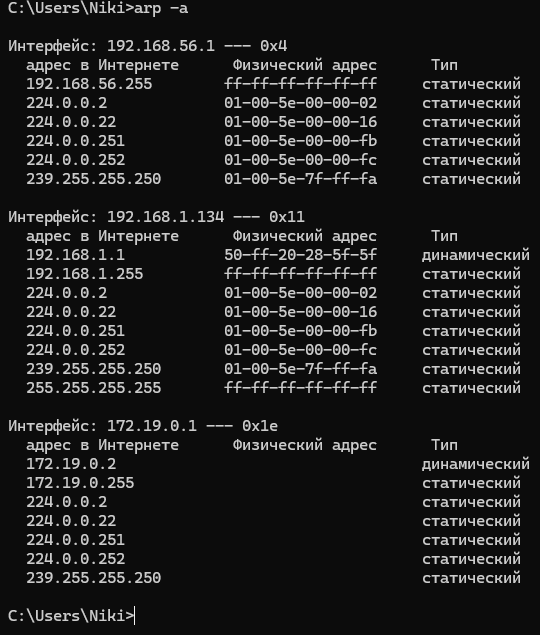 C:\Users\Niki>arp -a
Интерфейс: 192.168.56.1 --- 0x4
адрес в Интернете Физический адрес Тип
192.168.56.255 ff-ff-ff-ff-ff-ff статический
224.0.0.2 01-00-5e-00-00-02 статический
224.0.0.22 01-00-5e-00-00-16 статический
224.0.0.251 01-00-5e-00-00-fb статический
224.0.0.252 01-00-5e-00-00-fc статический
239.255.255.250 01-00-5e-7f-ff-fa статический
Интерфейс: 192.168.1.134 --- 0x11
адрес в Интернете Физический адрес Тип
192.168.1.1 50-ff-20-28-5f-5f динамический
192.168.1.255 ff-ff-ff-ff-ff-ff статический
224.0.0.2 01-00-5e-00-00-02 статический
224.0.0.22 01-00-5e-00-00-16 статический
224.0.0.251 01-00-5e-00-00-fb статический
224.0.0.252 01-00-5e-00-00-fc статический
239.255.255.250 01-00-5e-7f-ff-fa статический
255.255.255.255 ff-ff-ff-ff-ff-ff статический
Интерфейс: 172.19.0.1 --- 0x1e
адрес в Интернете Физический адрес Тип
172.19.0.2 динамический
172.19.0.255 статический
224.0.0.2 статический
224.0.0.22 статический
224.0.0.251 статический
224.0.0.252 статический
239.255.255.250 статический
C:\Users\Niki>